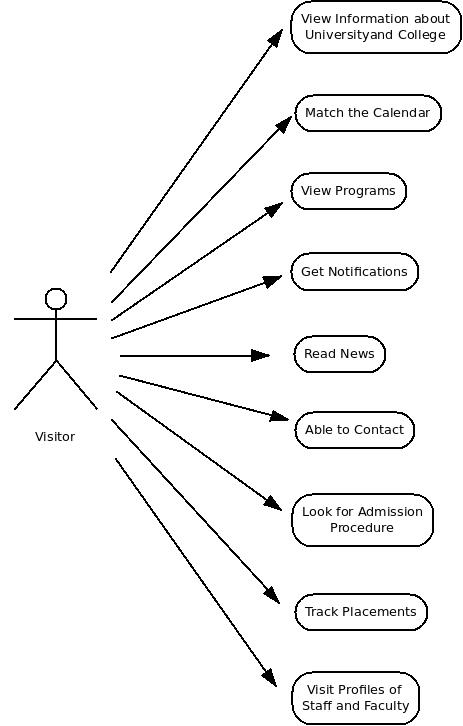 View Information about
Universityand College
Match the Calendar
View Programs
Get Notifications
Read News
Visitor
Able to Contact
Look for Admission
Procedure
Track Placements
Visit Profiles of
Staff and Faculty